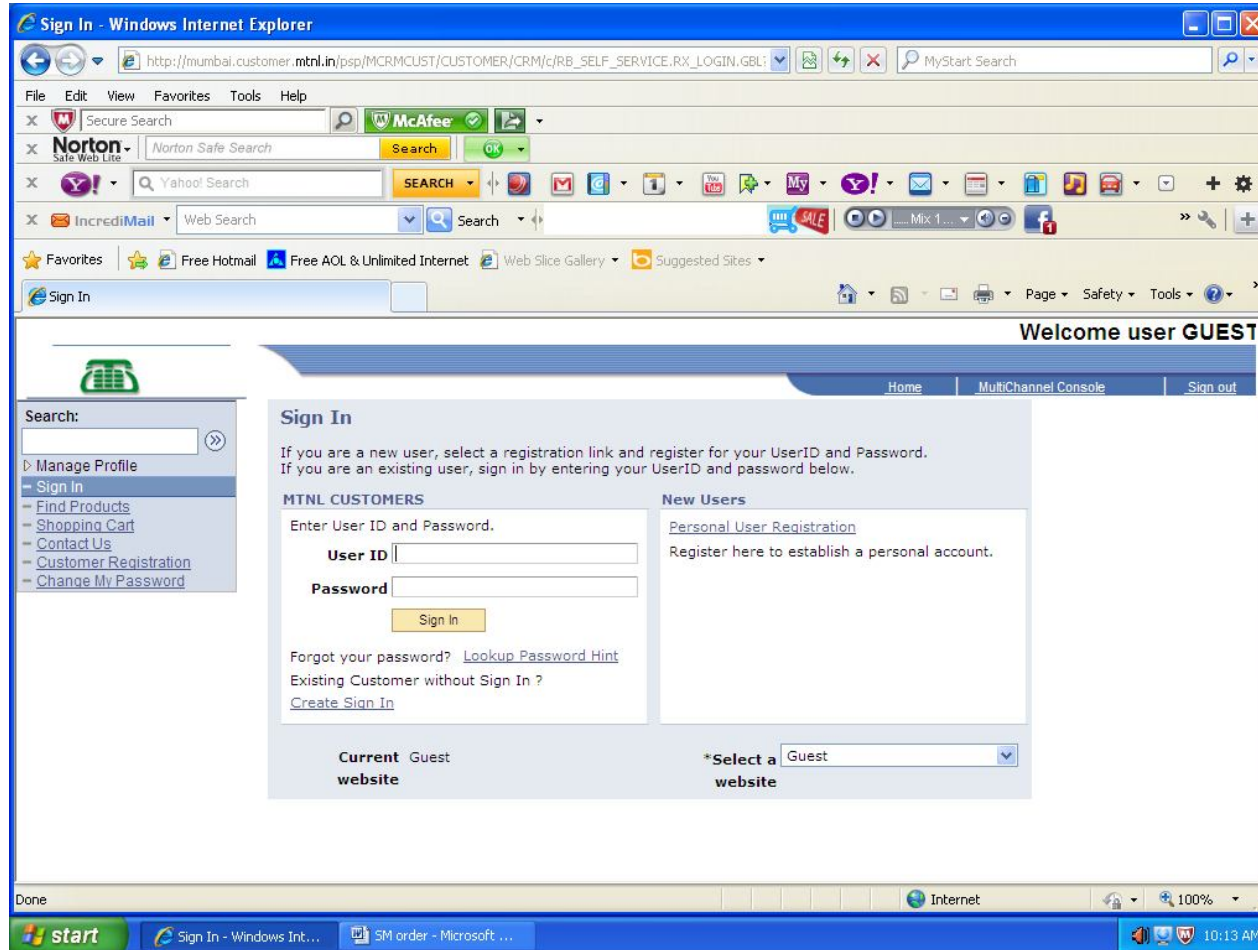 Sign In - Windows Internet Explorer
http://mumbai.customer.mtnl.in/psp/MCRMCUST/CUSTOMER/CRM/c/RB_SELF_SERVICE.RX_LOGIN.GBL
MyStart Search
File Edit View Favorites Tools Help
x Secure Search McAfee
x Norton Safe Web Lite Norton Safe Search Search OK
x Y! Yahoo! Search SEARCH 1 You Tube My Y!
x IncrediMail Web Search Search SALE ..... Mix 1... f 1 »
Favorites Free Hotmail Free AOL & Unlimited Internet Web Slice Gallery Suggested Sites
Sign In Page Safety Tools
Welcome user GUEST
Home MultiChannel Console Sign out
Search:
Manage Profile
Sign In
Find Products
Shopping Cart
Contact Us
Customer Registration
Change My Password
Sign In
If you are a new user, select a registration link and register for your UserID and Password.
If you are an existing user, sign in by entering your UserID and password below.
MTNL CUSTOMERS
Enter User ID and Password.
User ID
Password
Sign In
Forgot your password? Lookup Password Hint
Existing Customer without Sign In ?
Create Sign In
New Users
Personal User Registration
Register here to establish a personal account.
Current website Guest
*Select a website Guest
Done Internet 100%
start Sign In - Windows Int... SM order - Microsoft ... 10:13 AM